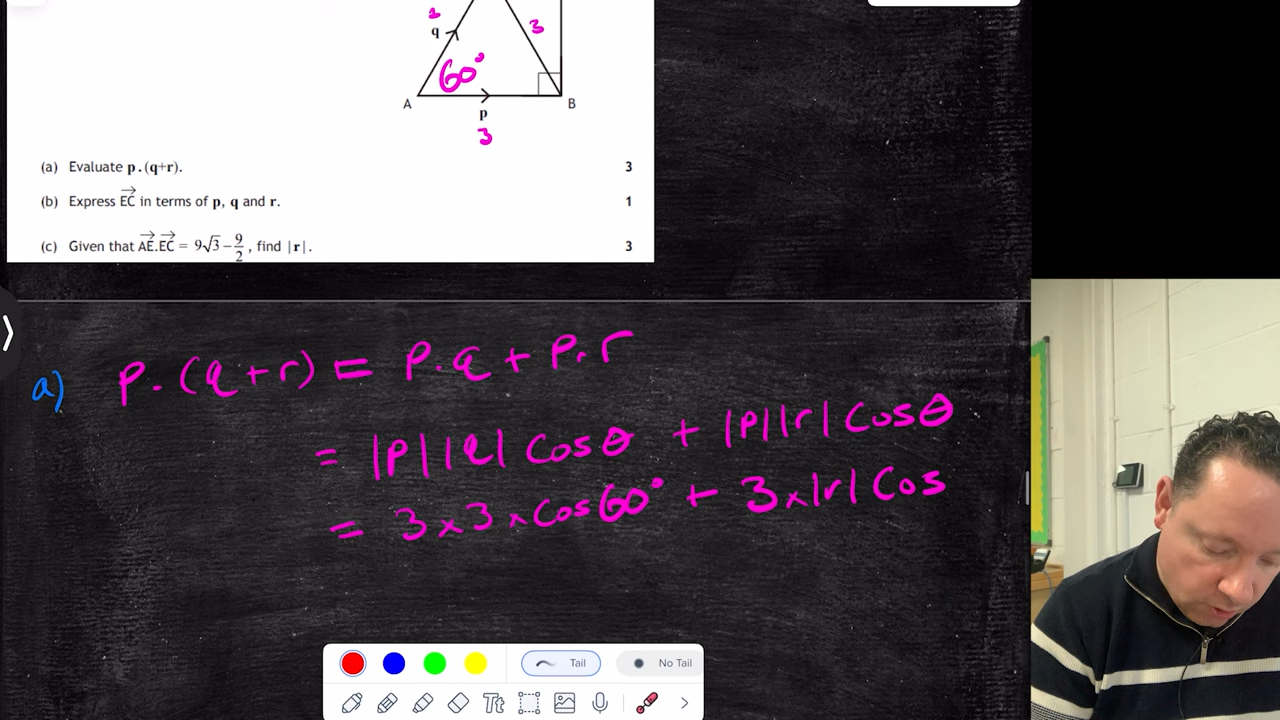 q
3
60°
A
B
p
3
(a) Evaluate p.(q+r). 3
(b) Express EC→ in terms of p, q and r. 1
(c) Given that AE→.EC→ = 9√3 − 9/2, find |r|. 3
a) p.(q+r) = p.q + p.r
= |p||q| cosθ + |p||r| cosθ
= 3×3×cos60° + 3×|r| cos
Tail
No Tail
Tt